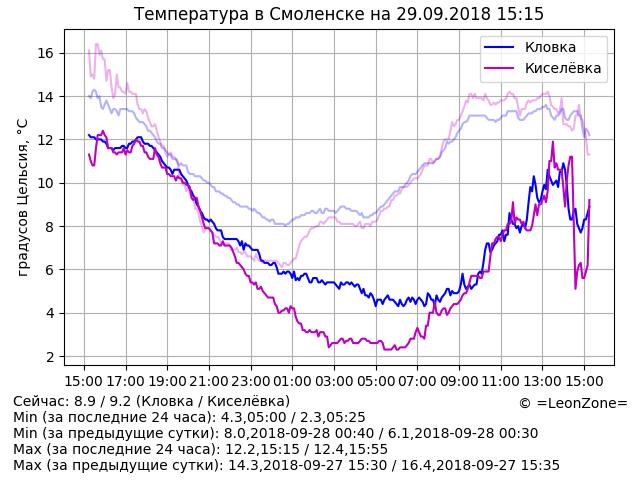 Температура в Смоленске на 29.09.2018 15:15
Кловка
Киселёвка
градусов Цельсия, °C
16
14
12
10
8
6
4
2
15:00 17:00 19:00 21:00 23:00 01:00 03:00 05:00 07:00 09:00 11:00 13:00 15:00
Сейчас: 8.9 / 9.2 (Кловка / Киселёвка)
© =LeonZone=
Min (за последние 24 часа): 4.3,05:00 / 2.3,05:25
Min (за предыдущие сутки): 8.0,2018-09-28 00:40 / 6.1,2018-09-28 00:30
Max (за последние 24 часа): 12.2,15:15 / 12.4,15:55
Max (за предыдущие сутки): 14.3,2018-09-27 15:30 / 16.4,2018-09-27 15:35